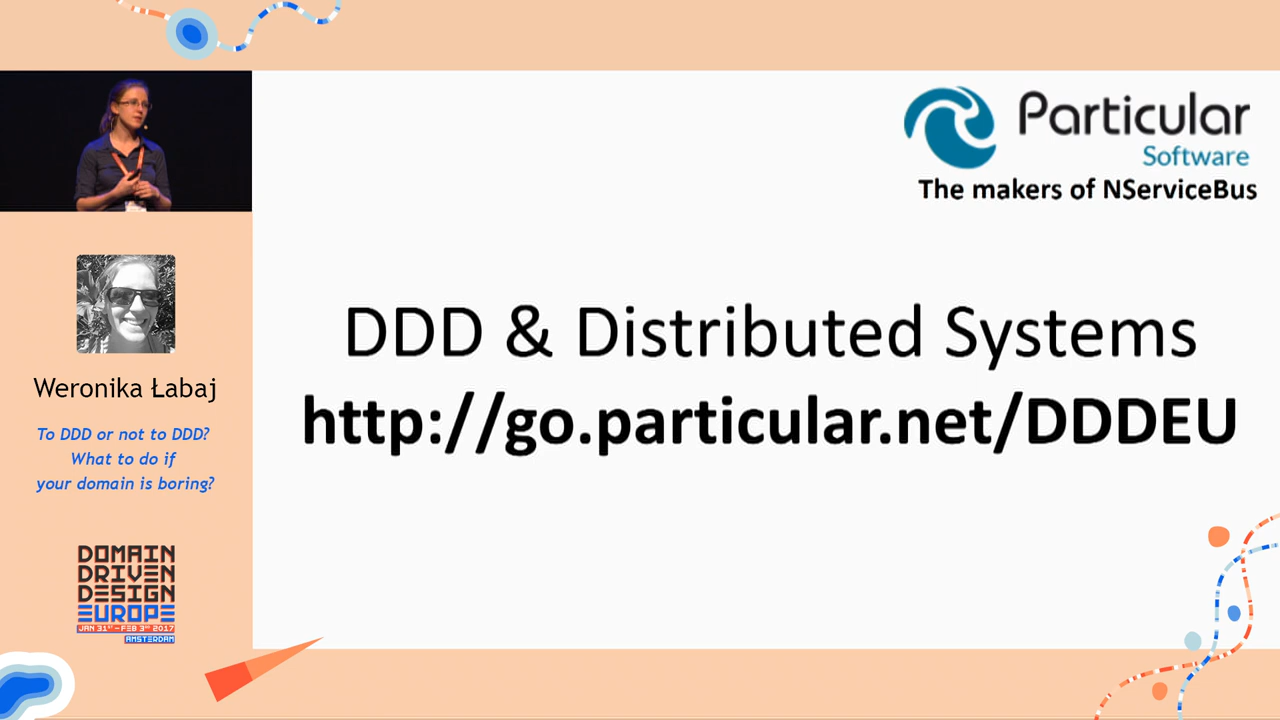 Particular
Software
The makers of NServiceBus
DDD & Distributed Systems
http://go.particular.net/DDDEU
Weronika Łabaj
To DDD or not to DDD?
What to do if
your domain is boring?
DOMAIN
DRIVEN
DESIGN
EUROPE
JAN 31ST - FEB 3RD 2017
AMSTERDAM